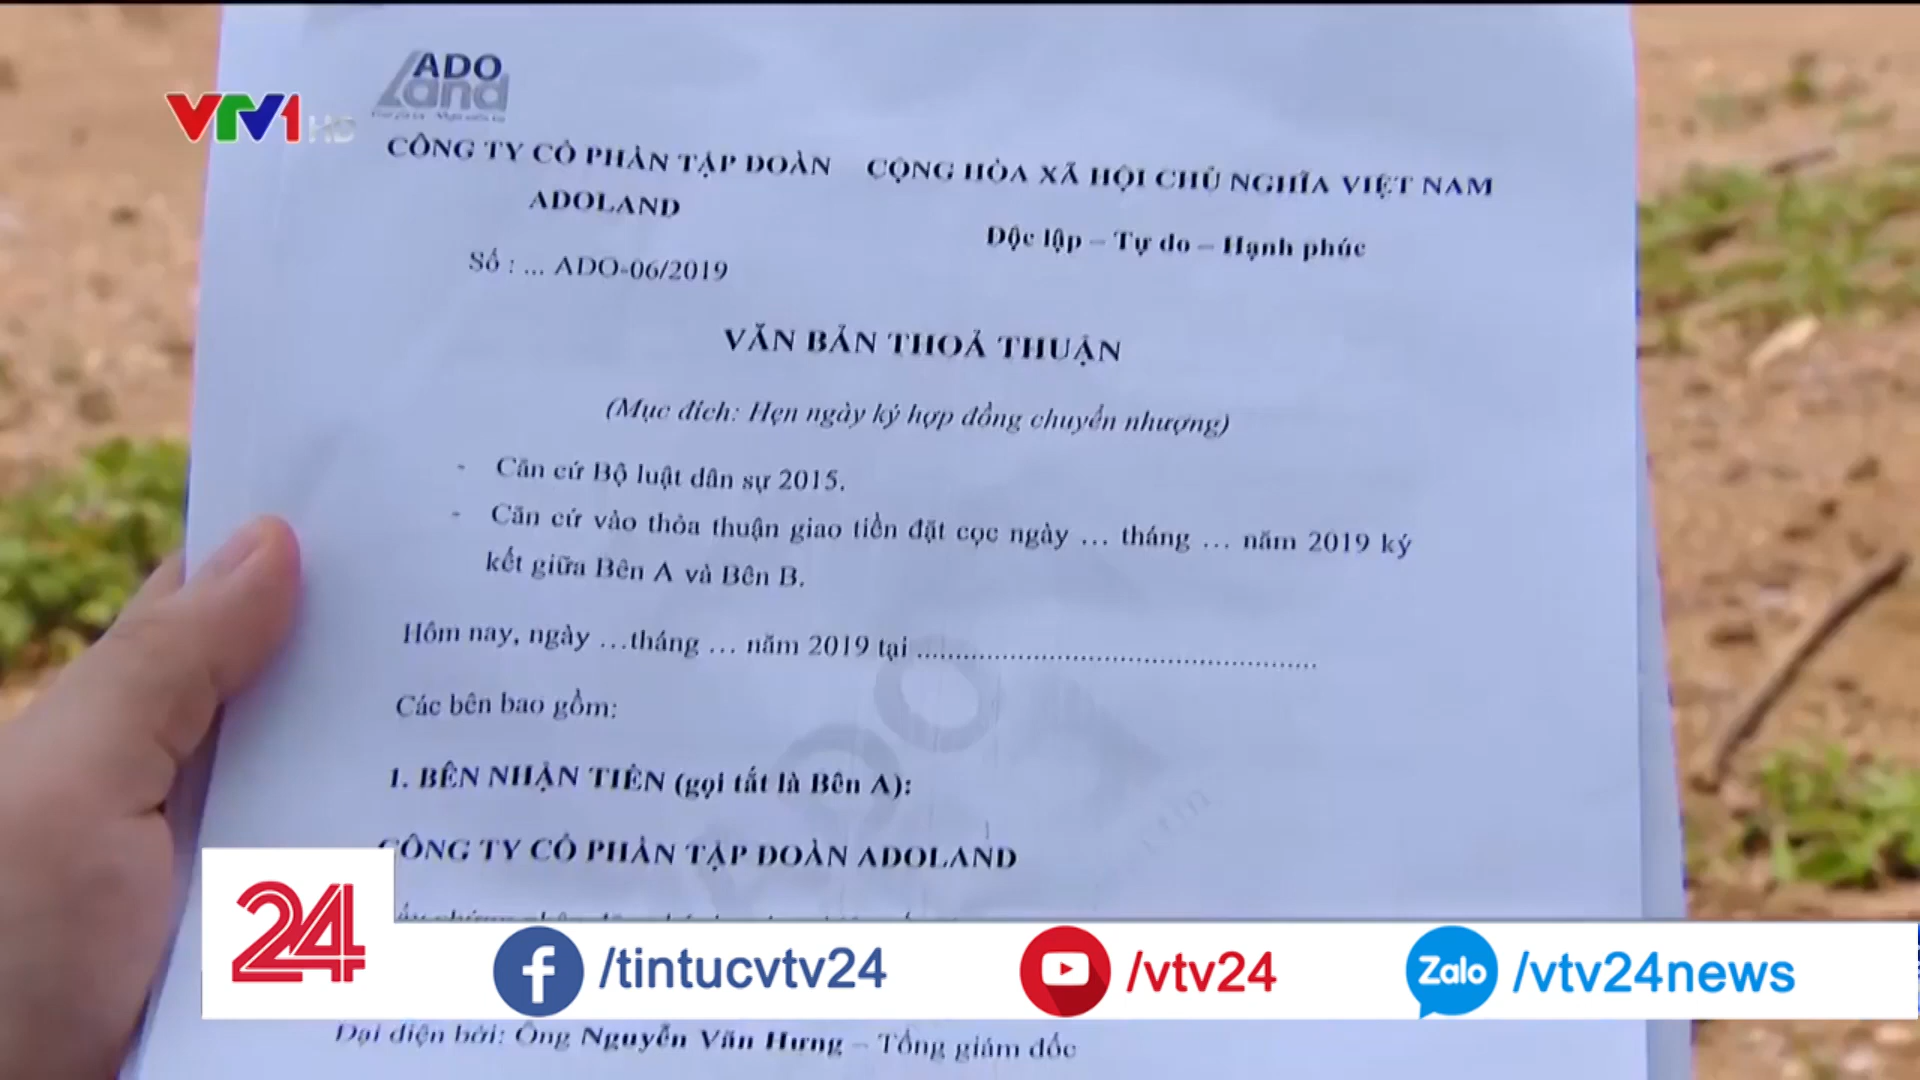 ADO
Land
VTV1 HD
CÔNG TY CỔ PHẦN TẬP ĐOÀN
ADOLAND
Số : ... ADO-06/2019
CỘNG HÒA XÃ HỘI CHỦ NGHĨA VIỆT NAM
Độc lập – Tự do – Hạnh phúc
VĂN BẢN THOẢ THUẬN
(Mục đích: Hẹn ngày ký hợp đồng chuyển nhượng)
- Căn cứ Bộ luật dân sự 2015.
- Căn cứ vào thỏa thuận giao tiền đặt cọc ngày ... tháng ... năm 2019 ký
kết giữa Bên A và Bên B.
Hôm nay, ngày ...tháng ... năm 2019 tại ....................................................
Các bên bao gồm:
1. BÊN NHẬN TIỀN (gọi tắt là Bên A):
CÔNG TY CỔ PHẦN TẬP ĐOÀN ADOLAND
24
/tintucvtv24
/vtv24
Zalo /vtv24news
Đại diện bởi: Ông Nguyễn Văn Hưng – Tổng giám đốc
ADO